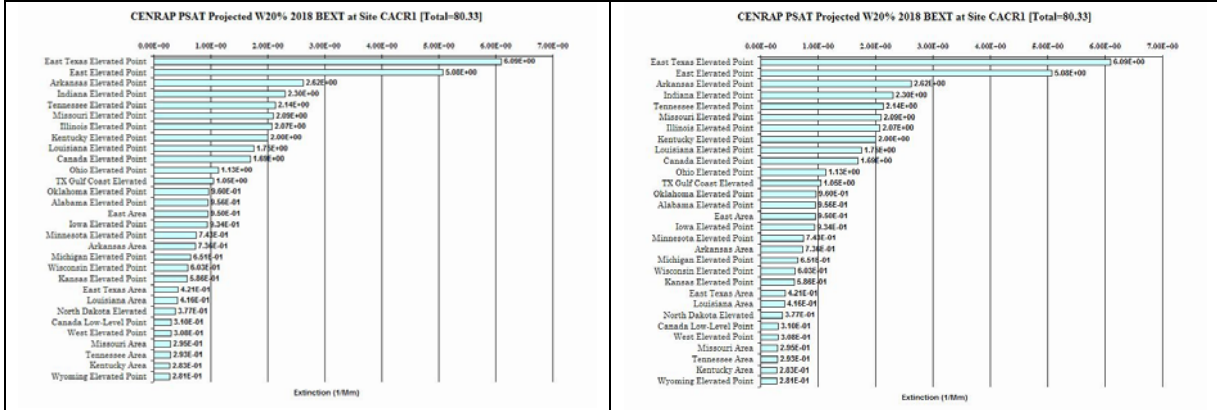 CENRAP PSAT Projected W20% 2018 BEXT at Site CACR1 [Total=80.33]
0.00E+00 1.00E+00 2.00E+00 3.00E+00 4.00E+00 5.00E+00 6.00E+00 7.00E+00
East Texas Elevated Point 6.09E+00
East Elevated Point 5.08E+00
Arkansas Elevated Point 2.62E+00
Indiana Elevated Point 2.30E+00
Tennessee Elevated Point 2.14E+00
Missouri Elevated Point 2.09E+00
Illinois Elevated Point 2.07E+00
Kentucky Elevated Point 2.00E+00
Louisiana Elevated Point 1.75E+00
Canada Elevated Point 1.69E+00
Ohio Elevated Point 1.13E+00
TX Gulf Coast Elevated 1.05E+00
Oklahoma Elevated Point 9.60E-01
Alabama Elevated Point 9.56E-01
East Area 9.50E-01
Iowa Elevated Point 9.34E-01
Minnesota Elevated Point 7.43E-01
Arkansas Area 7.36E-01
Michigan Elevated Point 6.51E-01
Wisconsin Elevated Point 6.03E-01
Kansas Elevated Point 5.86E-01
East Texas Area 4.21E-01
Louisiana Area 4.16E-01
North Dakota Elevated 3.77E-01
Canada Low-Level Point 3.10E-01
West Elevated Point 3.08E-01
Missouri Area 2.95E-01
Tennessee Area 2.93E-01
Kentucky Area 2.83E-01
Wyoming Elevated Point 2.81E-01
Extinction (1/Mm)
CENRAP PSAT Projected W20% 2018 BEXT at Site CACR1 [Total=80.33]
0.00E+00 1.00E+00 2.00E+00 3.00E+00 4.00E+00 5.00E+00 6.00E+00 7.00E+00
East Texas Elevated Point 6.09E+00
East Elevated Point 5.08E+00
Arkansas Elevated Point 2.62E+00
Indiana Elevated Point 2.30E+00
Tennessee Elevated Point 2.14E+00
Missouri Elevated Point 2.09E+00
Illinois Elevated Point 2.07E+00
Kentucky Elevated Point 2.00E+00
Louisiana Elevated Point 1.75E+00
Canada Elevated Point 1.69E+00
Ohio Elevated Point 1.13E+00
TX Gulf Coast Elevated 1.05E+00
Oklahoma Elevated Point 9.60E-01
Alabama Elevated Point 9.56E-01
East Area 9.50E-01
Iowa Elevated Point 9.34E-01
Minnesota Elevated Point 7.43E-01
Arkansas Area 7.36E-01
Michigan Elevated Point 6.51E-01
Wisconsin Elevated Point 6.03E-01
Kansas Elevated Point 5.86E-01
East Texas Area 4.21E-01
Louisiana Area 4.16E-01
North Dakota Elevated 3.77E-01
Canada Low-Level Point 3.10E-01
West Elevated Point 3.08E-01
Missouri Area 2.95E-01
Tennessee Area 2.93E-01
Kentucky Area 2.83E-01
Wyoming Elevated Point 2.81E-01
Extinction (1/Mm)